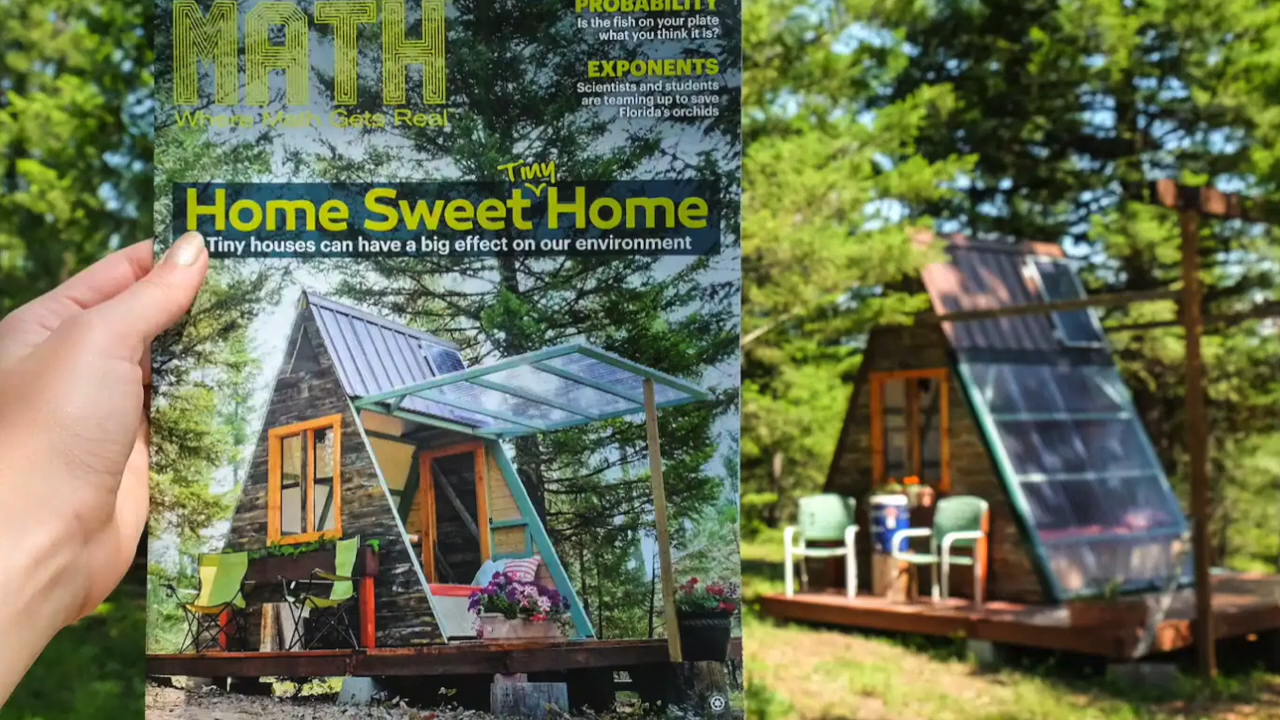 MATH
Where Math Gets Real
PROBABILITY
Is the fish on your plate
what you think it is?
EXPONENTS
Scientists and students
are teaming up to save
Florida's orchids
Tiny
Home Sweet Home
Tiny houses can have a big effect on our environment